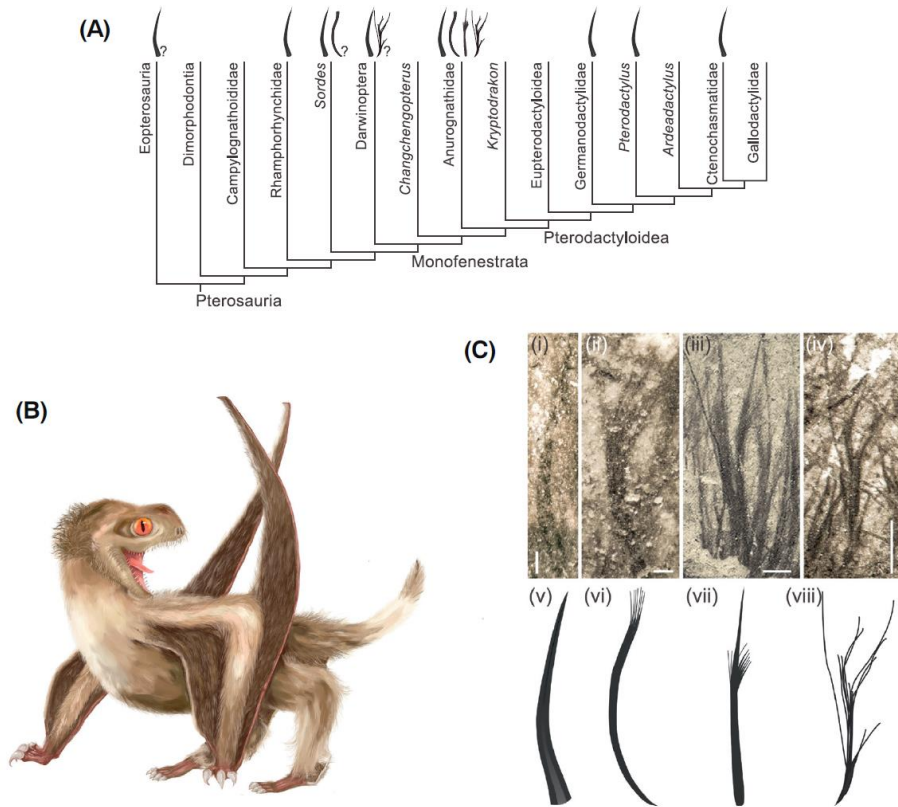 (A)
?
?
?
Eopterosauria
Dimorphodontia
Campylognathoididae
Rhamphorhynchidae
Sordes
Darwinoptera
Changchengopterus
Anurognathidae
Kryptodrakon
Eupterodactyloidea
Germanodactylidae
Pterodactylus
Ardeadactylus
Ctenochasmatidae
Gallodactylidae
Pterodactyloidea
Monofenestrata
Pterosauria
(B)
(C)
(i)
(ii)
(iii)
(iv)
(v)
(vi)
(vii)
(viii)